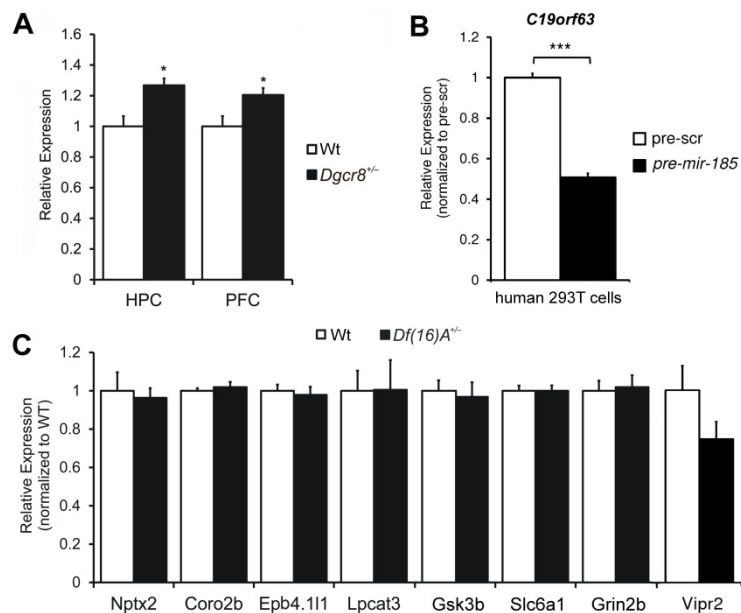 A
1.6
1.4
1.2
1
0.8
0.6
0.4
0.2
0
Relative Expression
*
*
HPC
PFC
Wt
Dgcr8+/−
B
C19orf63
***
1.2
1
0.8
0.6
0.4
0.2
0
Relative Expression
(normalized to pre-scr)
human 293T cells
pre-scr
pre-mir-185
C
Wt
Df(16)A+/−
1.2
1
0.8
0.6
0.4
0.2
0
Relative Expression
(normalized to WT)
Nptx2 Coro2b Epb4.1l1 Lpcat3 Gsk3b Slc6a1 Grin2b Vipr2